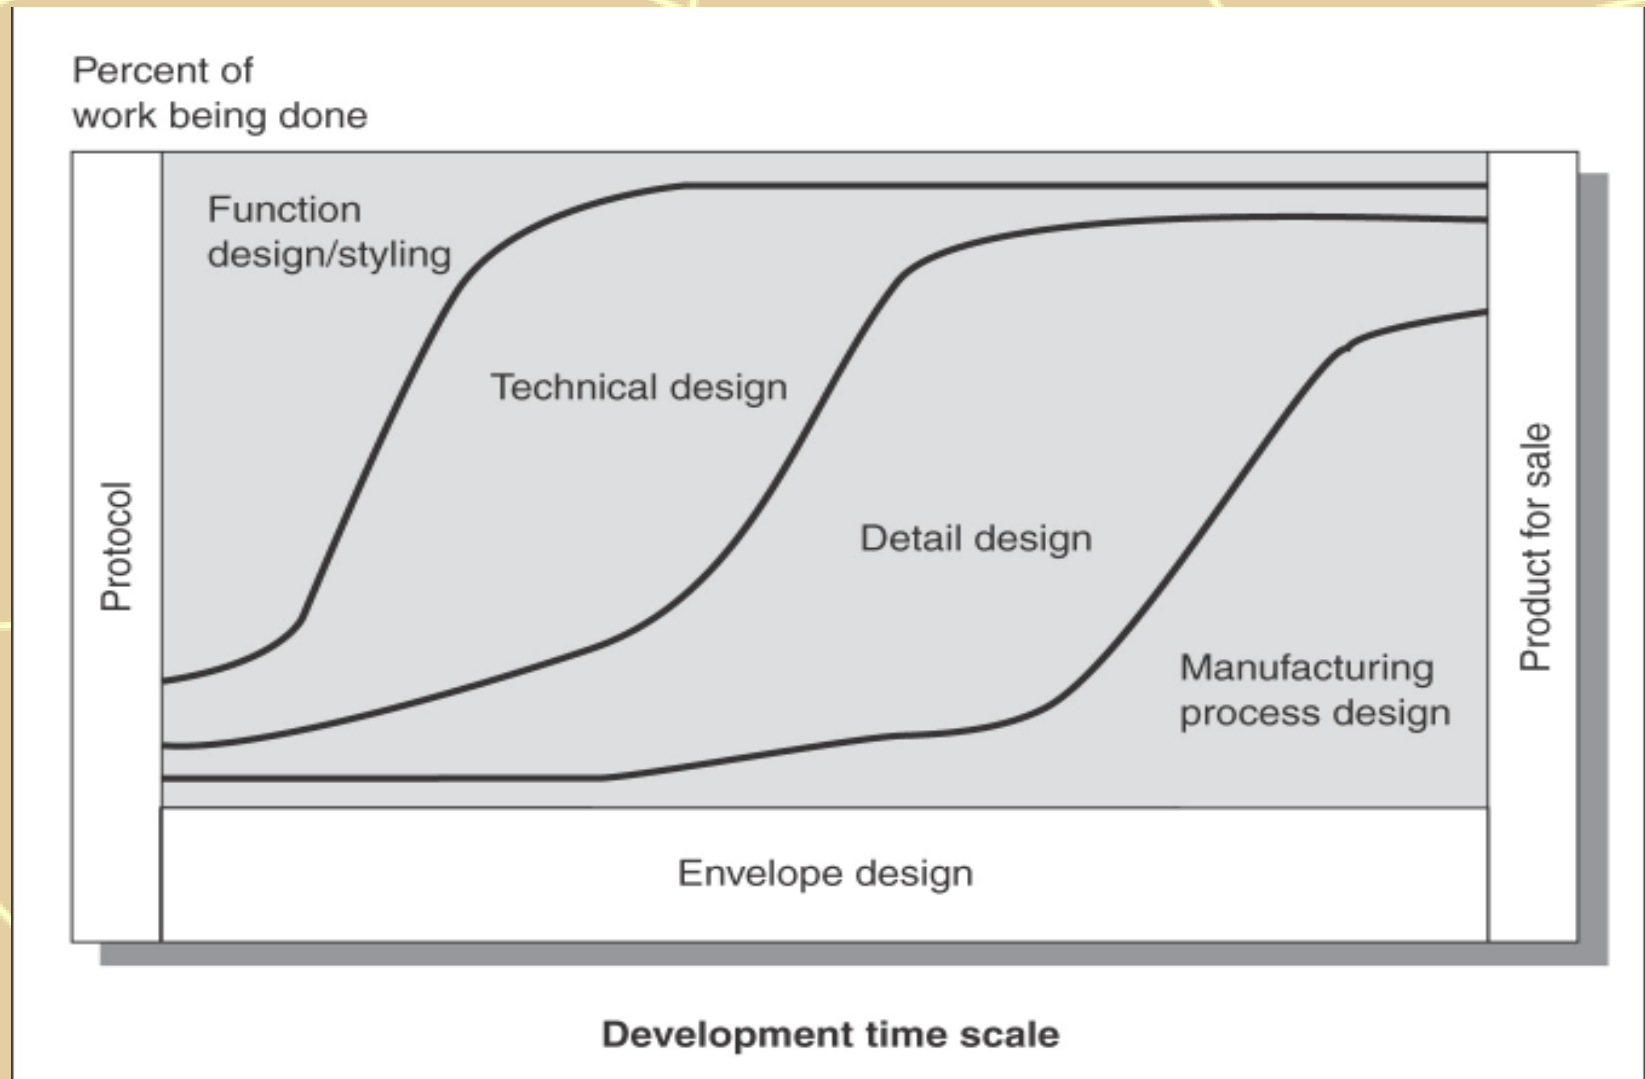 Percent of
work being done
Function
design/styling
Technical design
Detail design
Manufacturing
process design
Protocol
Product for sale
Envelope design
Development time scale